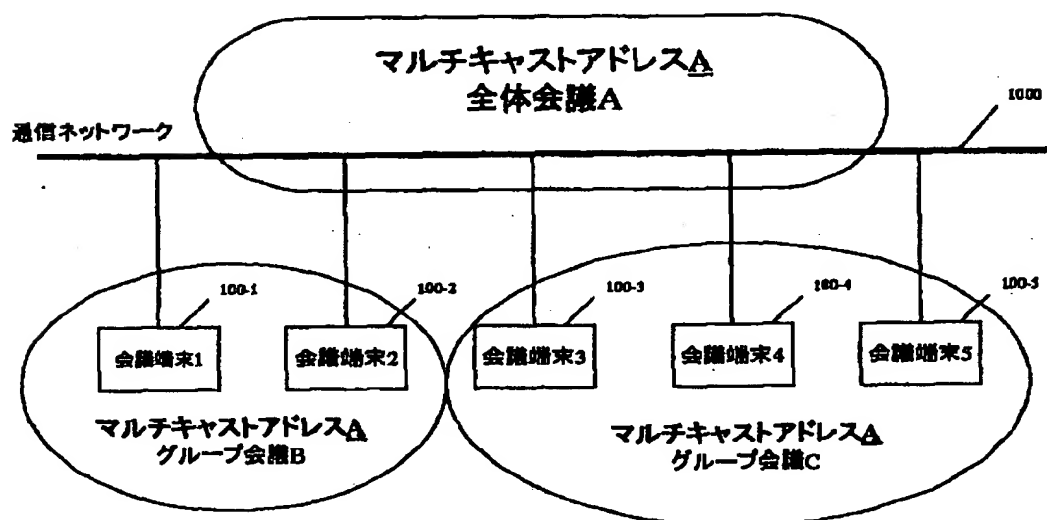 マルチキャストアドレスA
全体会議A
1000
通信ネットワーク
100-1
100-2
100-3
100-4
100-5
会議端末1
会議端末2
会議端末3
会議端末4
会議端末5
マルチキャストアドレスA
グループ会議B
マルチキャストアドレスA
グループ会議C